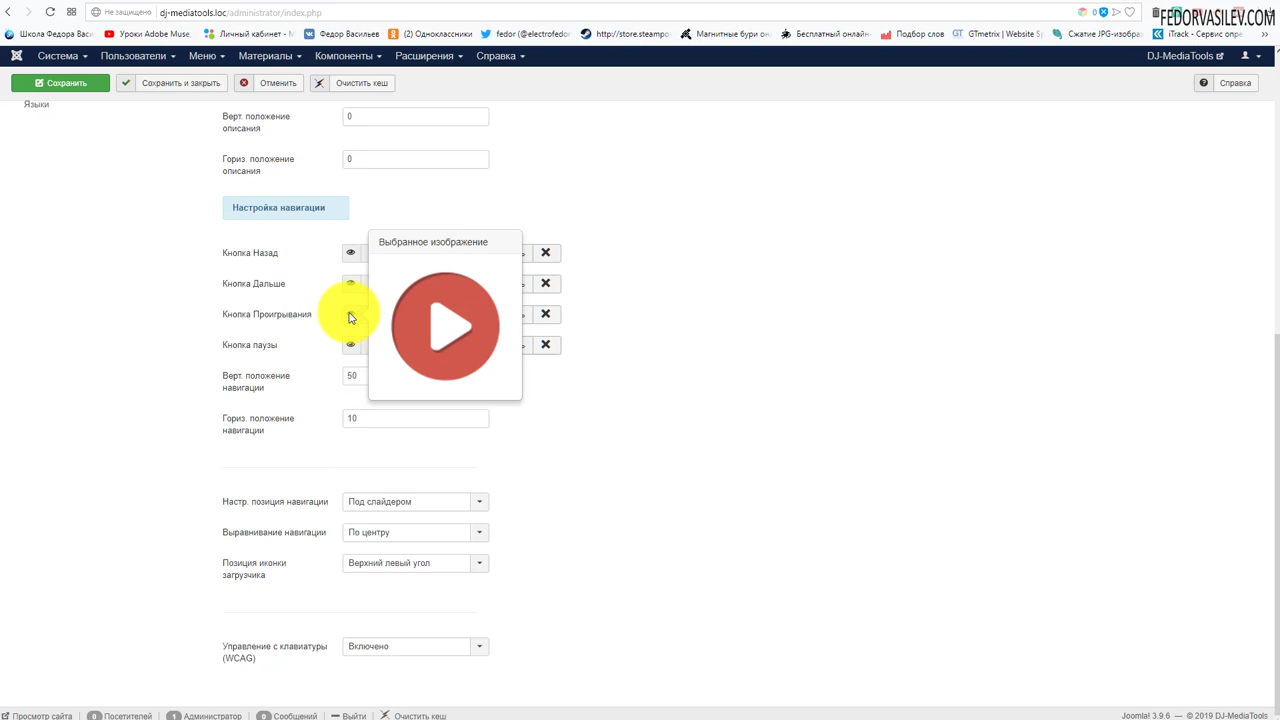 dj-mediatools.loc/administrator/index.php
Не защищено
FEDORVASILEV.COM
Школа Федора Васи
Уроки Adobe Muse,
Личный кабинет - М
Федор Васильев
(2) Одноклассники
fedor (@electrofedor
http://store.steampo
Магнитные бури он
Бесплатный онлайн
Подбор слов
GTmetrix | Website S
Сжатие JPG-изобра
iTrack - Сервис опре
Система
Пользователи
Меню
Материалы
Компоненты
Расширения
Справка
DJ-MediaTools
Сохранить
Сохранить и закрыть
Отменить
Очистить кеш
Справка
Языки
Верт. положение
описания
0
Гориз. положение
описания
0
Настройка навигации
Выбранное изображение
Кнопка Назад
Кнопка Дальше
Кнопка Проигрывания
Кнопка паузы
Верт. положение
навигации
50
Гориз. положение
навигации
10
Настр. позиция навигации
Под слайдером
Выравнивание навигации
По центру
Позиция иконки
загрузчика
Верхний левый угол
Управление с клавиатуры
(WCAG)
Включено
Просмотр сайта
0 Посетителей
1 Администратор
0 Сообщений
Выйти
Очистить кеш
Joomla! 3.9.6 — © 2019 DJ-MediaTools